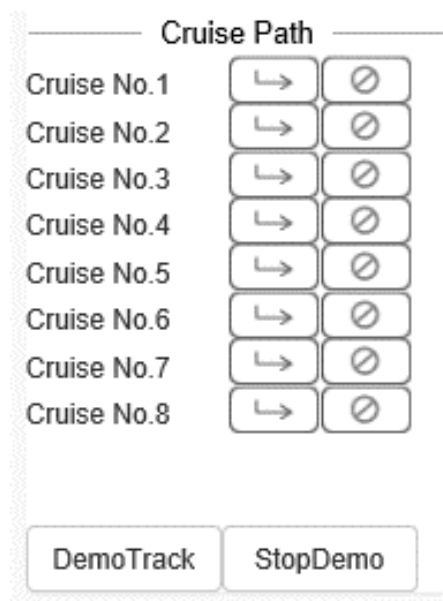 Cruise Path
Cruise No.1
Cruise No.2
Cruise No.3
Cruise No.4
Cruise No.5
Cruise No.6
Cruise No.7
Cruise No.8
DemoTrack StopDemo